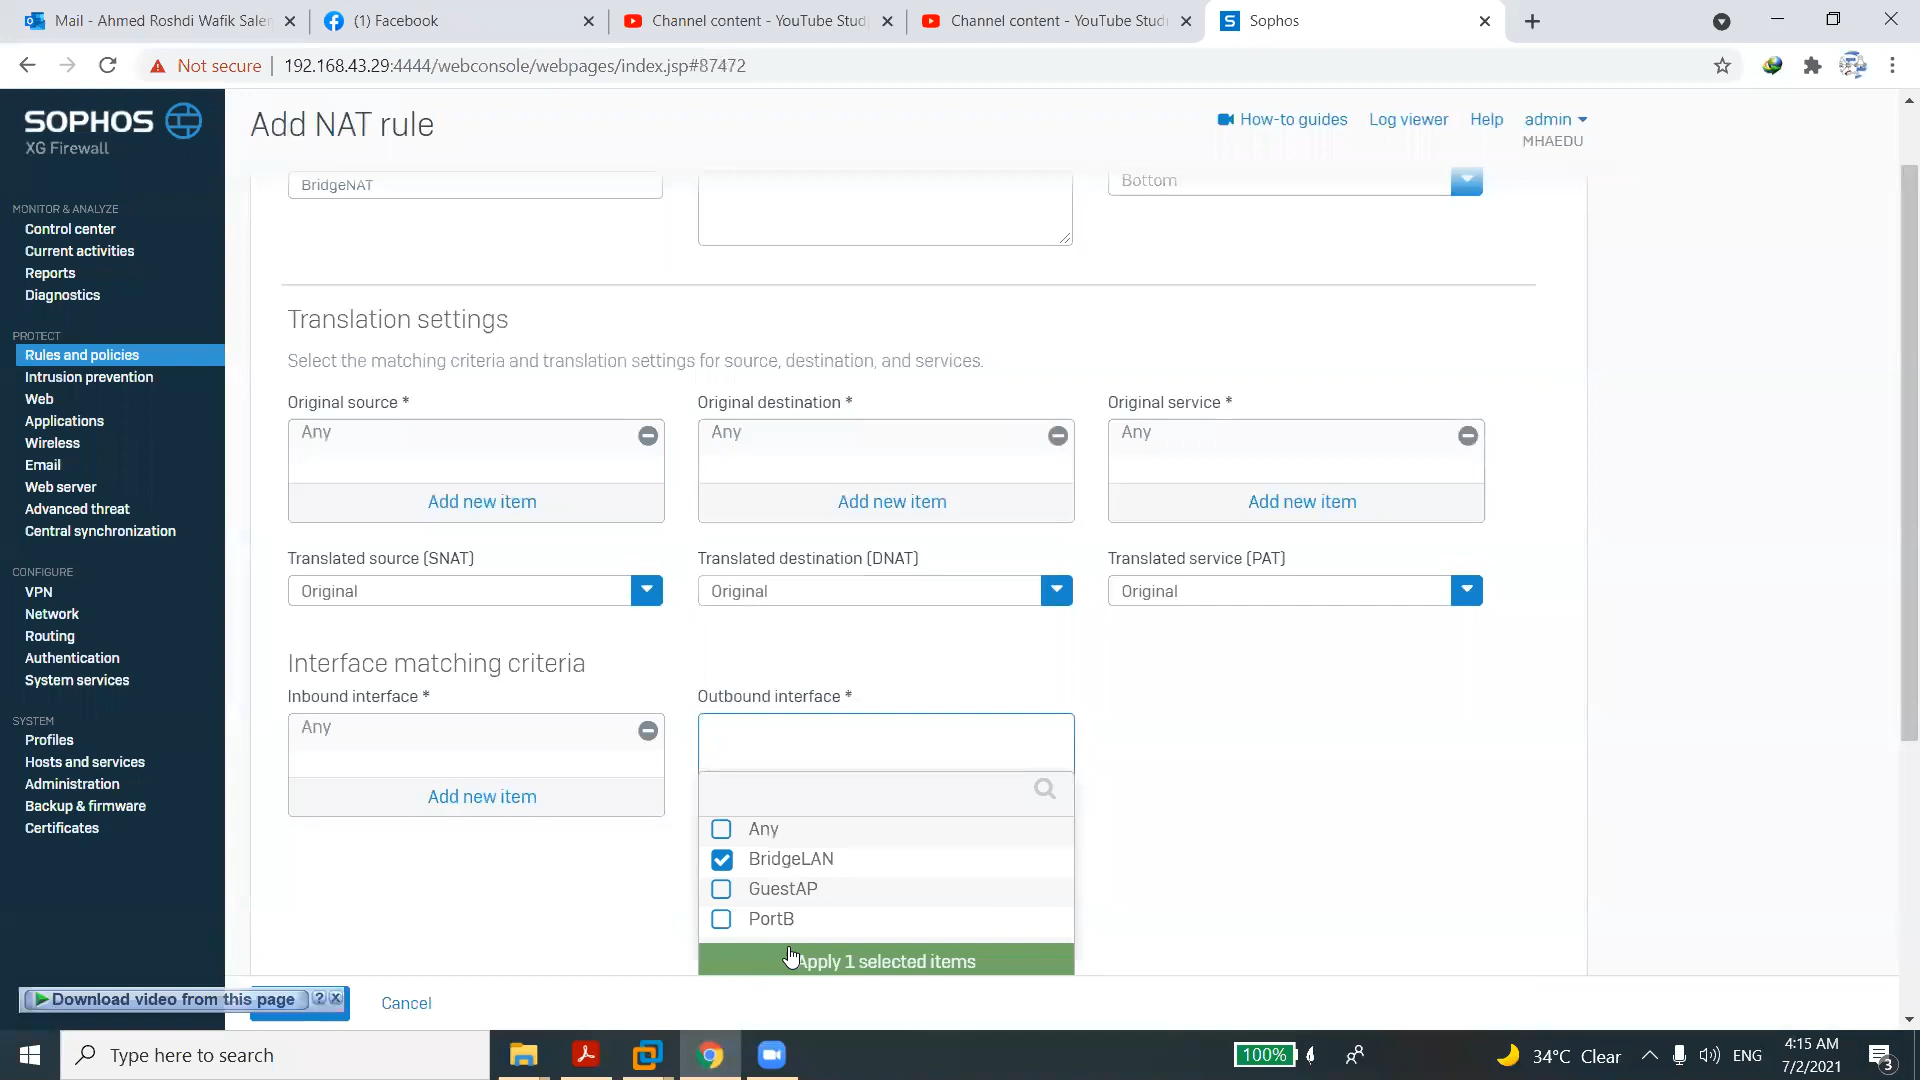 Mail - Ahmed Roshdi Wafik Salem
(1) Facebook
Channel content - YouTube Stud
Channel content - YouTube Stud
Sophos
Not secure
192.168.43.29:4444/webconsole/webpages/index.jsp#87472
SOPHOS
XG Firewall
Add NAT rule
How-to guides
Log viewer
Help
admin
MHAEDU
MONITOR & ANALYZE
Control center
Current activities
Reports
Diagnostics
PROTECT
Rules and policies
Intrusion prevention
Web
Applications
Wireless
Email
Web server
Advanced threat
Central synchronization
CONFIGURE
VPN
Network
Routing
Authentication
System services
SYSTEM
Profiles
Hosts and services
Administration
Backup & firmware
Certificates
BridgeNAT
Bottom
Translation settings
Select the matching criteria and translation settings for source, destination, and services.
Original source *
Original destination *
Original service *
Any
Any
Any
Add new item
Add new item
Add new item
Translated source (SNAT)
Translated destination (DNAT)
Translated service (PAT)
Original
Original
Original
Interface matching criteria
Inbound interface *
Outbound interface *
Any
Add new item
Any
BridgeLAN
GuestAP
PortB
Apply 1 selected items
Download video from this page
? X
Cancel
Type here to search
100%
34°C Clear
ENG
4:15 AM
7/2/2021
3